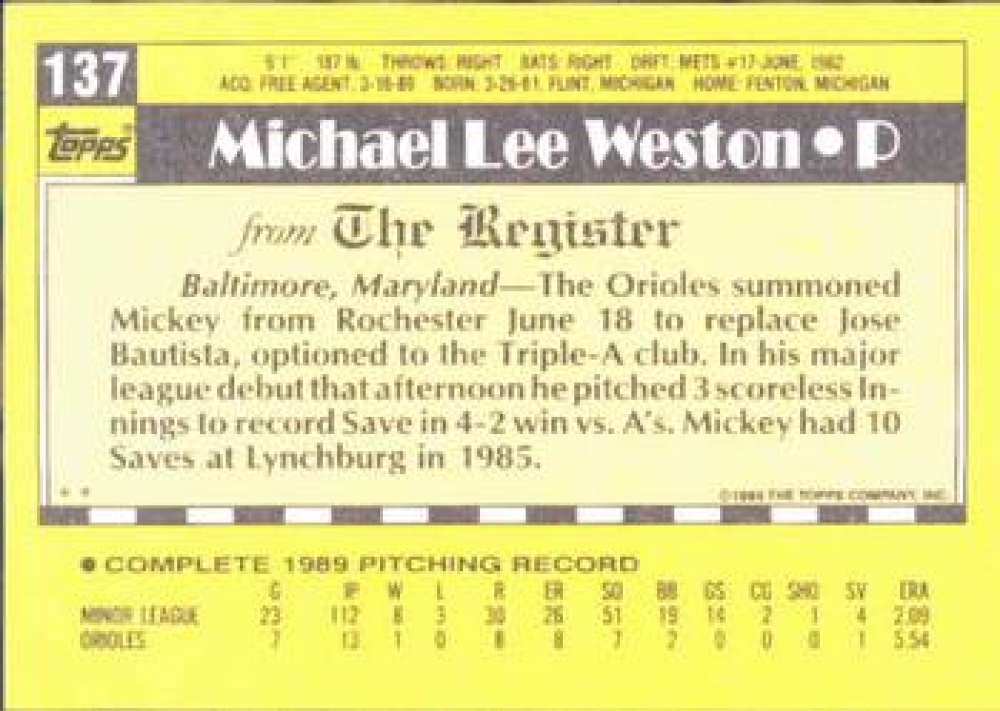 137
6'1" 187 lb. THROWS: RIGHT BATS: RIGHT DRFT: METS #17-JUNE, 1982
ACQ: FREE AGENT, 3-16-89 BORN: 3-26-61, FLINT, MICHIGAN HOME: FENTON, MICHIGAN
TOPPS®
Michael Lee Weston • P
from The Register
Baltimore, Maryland—The Orioles summoned
Mickey from Rochester June 18 to replace Jose
Bautista, optioned to the Triple-A club. In his major
league debut that afternoon he pitched 3 scoreless In-
nings to record Save in 4-2 win vs. A's. Mickey had 10
Saves at Lynchburg in 1985.
* * ©1989 THE TOPPS COMPANY, INC.
• COMPLETE 1989 PITCHING RECORD
G IP W L R ER SO BB GS CG SHO SV ERA
MINOR LEAGUE 23 112 8 3 30 26 51 19 14 2 1 4 2.09
ORIOLES 7 13 1 0 8 8 7 2 0 0 0 1 5.54